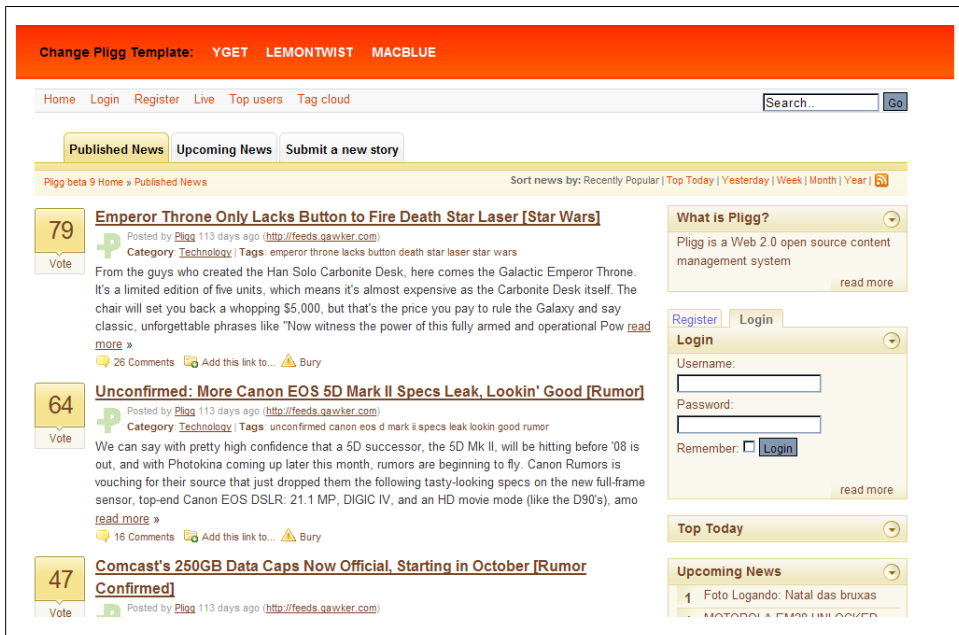 Change Pligg Template: YGET LEMONTWIST MACBLUE
Home Login Register Live Top users Tag cloud
Search.. Go
Published News Upcoming News Submit a new story
Pligg beta 9 Home » Published News
Sort news by: Recently Popular | Top Today | Yesterday | Week | Month | Year |
79
Vote
Emperor Throne Only Lacks Button to Fire Death Star Laser [Star Wars]
Posted by Pligg 113 days ago (http://feeds.gawker.com)
Category: Technology | Tags: emperor throne lacks button death star laser star wars
From the guys who created the Han Solo Carbonite Desk, here comes the Galactic Emperor Throne.
It's a limited edition of five units, which means it's almost expensive as the Carbonite Desk itself. The
chair will set you back a whopping $5,000, but that's the price you pay to rule the Galaxy and say
classic, unforgettable phrases like "Now witness the power of this fully armed and operational Pow read
more »
26 Comments Add this link to... Bury
64
Vote
Unconfirmed: More Canon EOS 5D Mark II Specs Leak, Lookin' Good [Rumor]
Posted by Pligg 113 days ago (http://feeds.gawker.com)
Category: Technology | Tags: unconfirmed canon eos d mark ii specs leak lookin good rumor
We can say with pretty high confidence that a 5D successor, the 5D Mk II, will be hitting before '08 is
out, and with Photokina coming up later this month, rumors are beginning to fly. Canon Rumors is
vouching for their source that just dropped them the following tasty-looking specs on the new full-frame
sensor, top-end Canon EOS DSLR: 21.1 MP, DIGIC IV, and an HD movie mode (like the D90's), amo
read more »
16 Comments Add this link to... Bury
47
Vote
Comcast's 250GB Data Caps Now Official, Starting in October [Rumor
Confirmed]
Posted by Pligg 113 days ago (http://feeds.gawker.com)
What is Pligg?
Pligg is a Web 2.0 open source content
management system
read more
Register Login
Login
Username:
Password:
Remember: Login
read more
Top Today
Upcoming News
1 Foto Logando: Natal das bruxas
MOTOROLA EM28 UNLOCKED